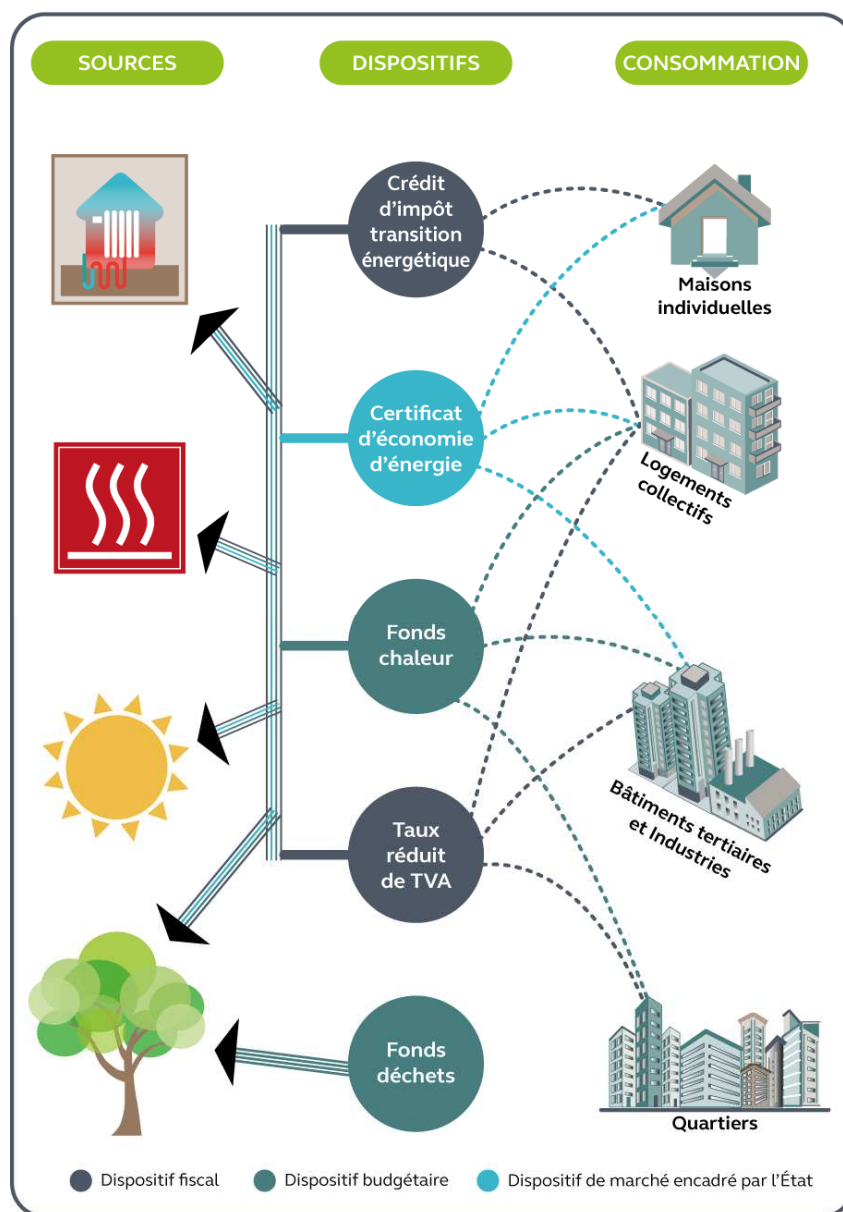 SOURCES
DISPOSITIFS
CONSOMMATION
Crédit
d'impôt
transition
énergétique
Maisons
individuelles
Certificat
d'économie
d'énergie
Logements
collectifs
Fonds
chaleur
Bâtiments tertiaires
et Industries
Taux
réduit
de TVA
Fonds
déchets
Quartiers
Dispositif fiscal
Dispositif budgétaire
Dispositif de marché encadré par l'État